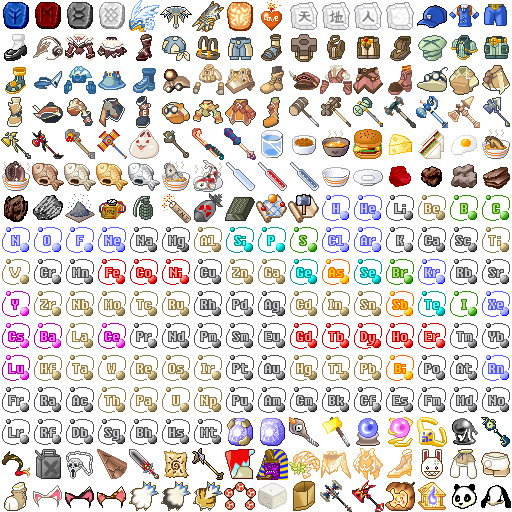 Love 天 地 人
H He Li Be B C
N O F Ne Na Mg Al Si P S Cl Ar K Ca Sc Ti
V Cr Mn Fe Co Ni Cu Zn Ga Ge As Se Br Kr Rb Sr
Y Zr Nb Mo Tc Ru Rh Pd Ag Cd In Sn Sb Te I Xe
Cs Ba La Ce Pr Nd Pm Sm Eu Gd Tb Dy Ho Er Tm Yb
Lu Hf Ta W Re Os Ir Pt Au Hg Tl Pb Bi Po At Rn
Fr Ra Ac Th Pa U Np Pu Am Cm Bk Cf Es Fm Md No
Lr Rf Db Sg Bh Hs Mt